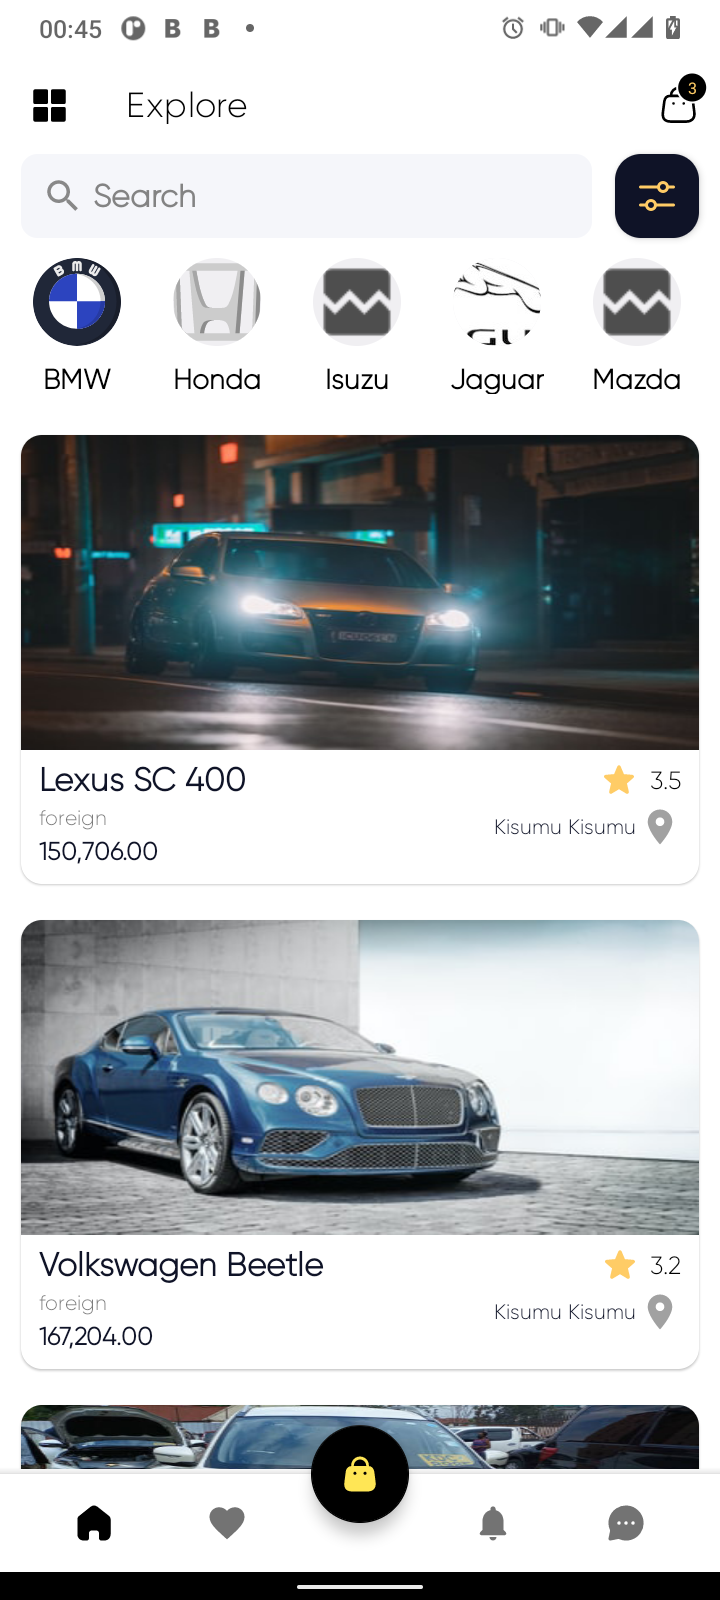 00:45 B B
Explore
3
Search
BMW
BMW Honda Isuzu Jaguar Mazda
Lexus SC 400
3.5
foreign
Kisumu Kisumu
150,706.00
Volkswagen Beetle
3.2
foreign
Kisumu Kisumu
167,204.00